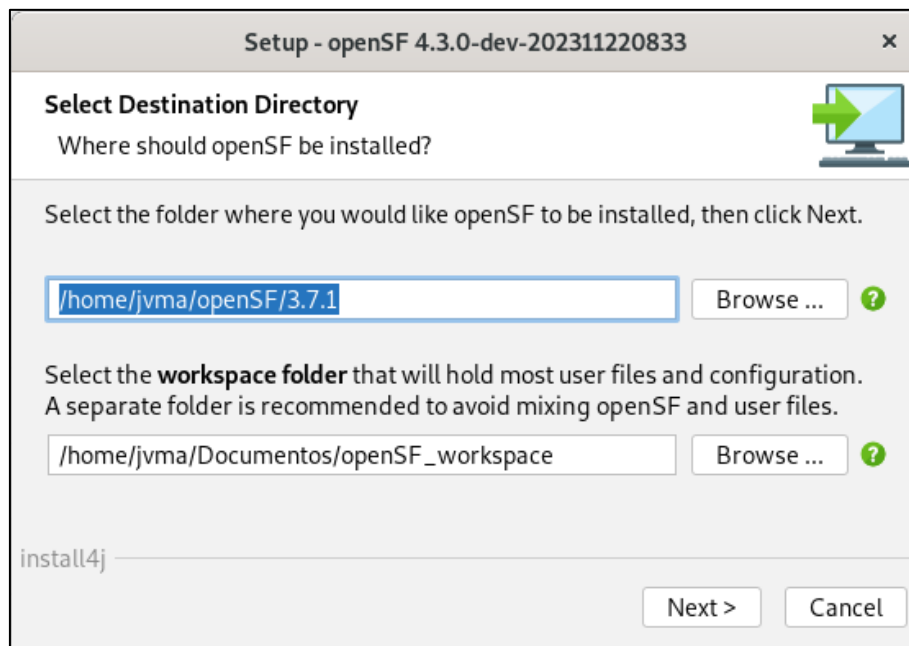 Setup - openSF 4.3.0-dev-202311220833
Select Destination Directory
Where should openSF be installed?
Select the folder where you would like openSF to be installed, then click Next.
/home/jvma/openSF/3.7.1
Browse ...
Select the workspace folder that will hold most user files and configuration.
A separate folder is recommended to avoid mixing openSF and user files.
/home/jvma/Documentos/openSF_workspace
Browse ...
install4j
Next >
Cancel